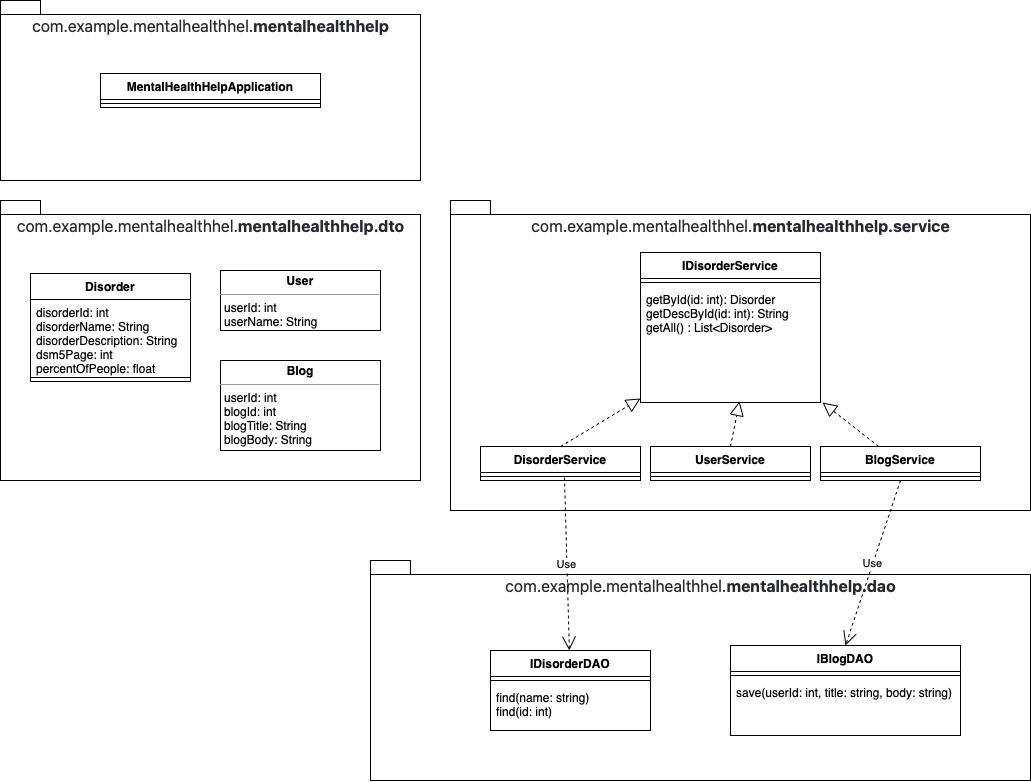 com.example.mentalhealthhel.mentalhealthhelp
MentalHealthHelpApplication
com.example.mentalhealthhel.mentalhealthhelp.dto
Disorder
disorderId: int
disorderName: String
disorderDescription: String
dsm5Page: int
percentOfPeople: float
User
userId: int
userName: String
Blog
userId: int
blogId: int
blogTitle: String
blogBody: String
com.example.mentalhealthhel.mentalhealthhelp.service
IDisorderService
getById(id: int): Disorder
getDescById(id: int): String
getAll() : List<Disorder>
DisorderService
UserService
BlogService
Use
Use
com.example.mentalhealthhel.mentalhealthhelp.dao
IDisorderDAO
find(name: string)
find(id: int)
IBlogDAO
save(userId: int, title: string, body: string)